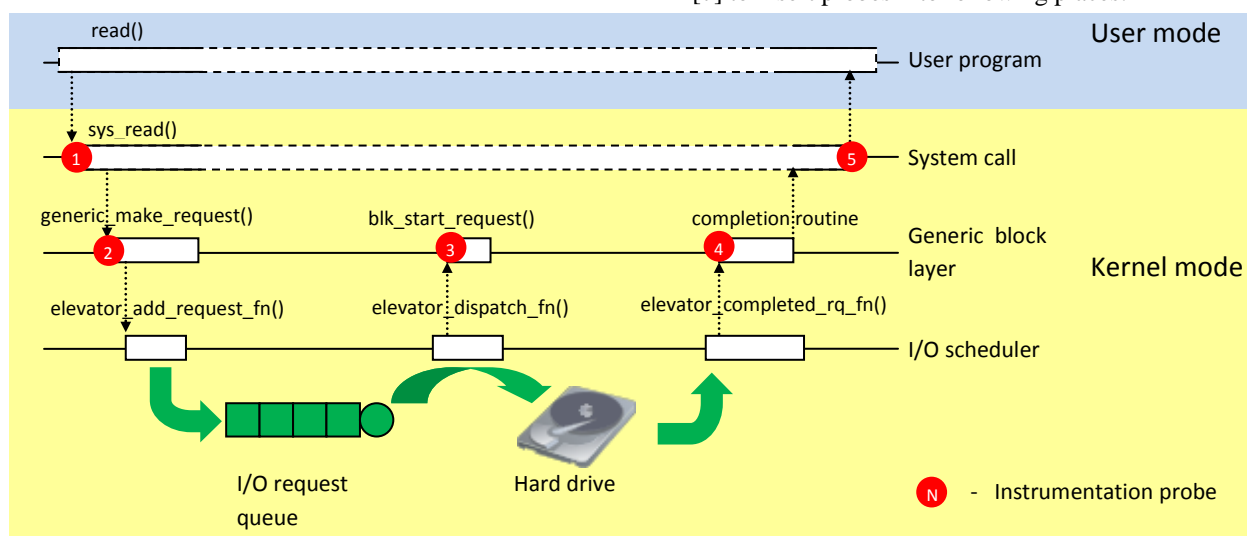 read()
User mode
User program
sys_read()
1
5
System call
generic_make_request()
blk_start_request()
completion routine
2
3
4
Generic block
layer
Kernel mode
elevator_add_request_fn()
elevator_dispatch_fn()
elevator_completed_rq_fn()
I/O scheduler
I/O request
queue
Hard drive
N - Instrumentation probe